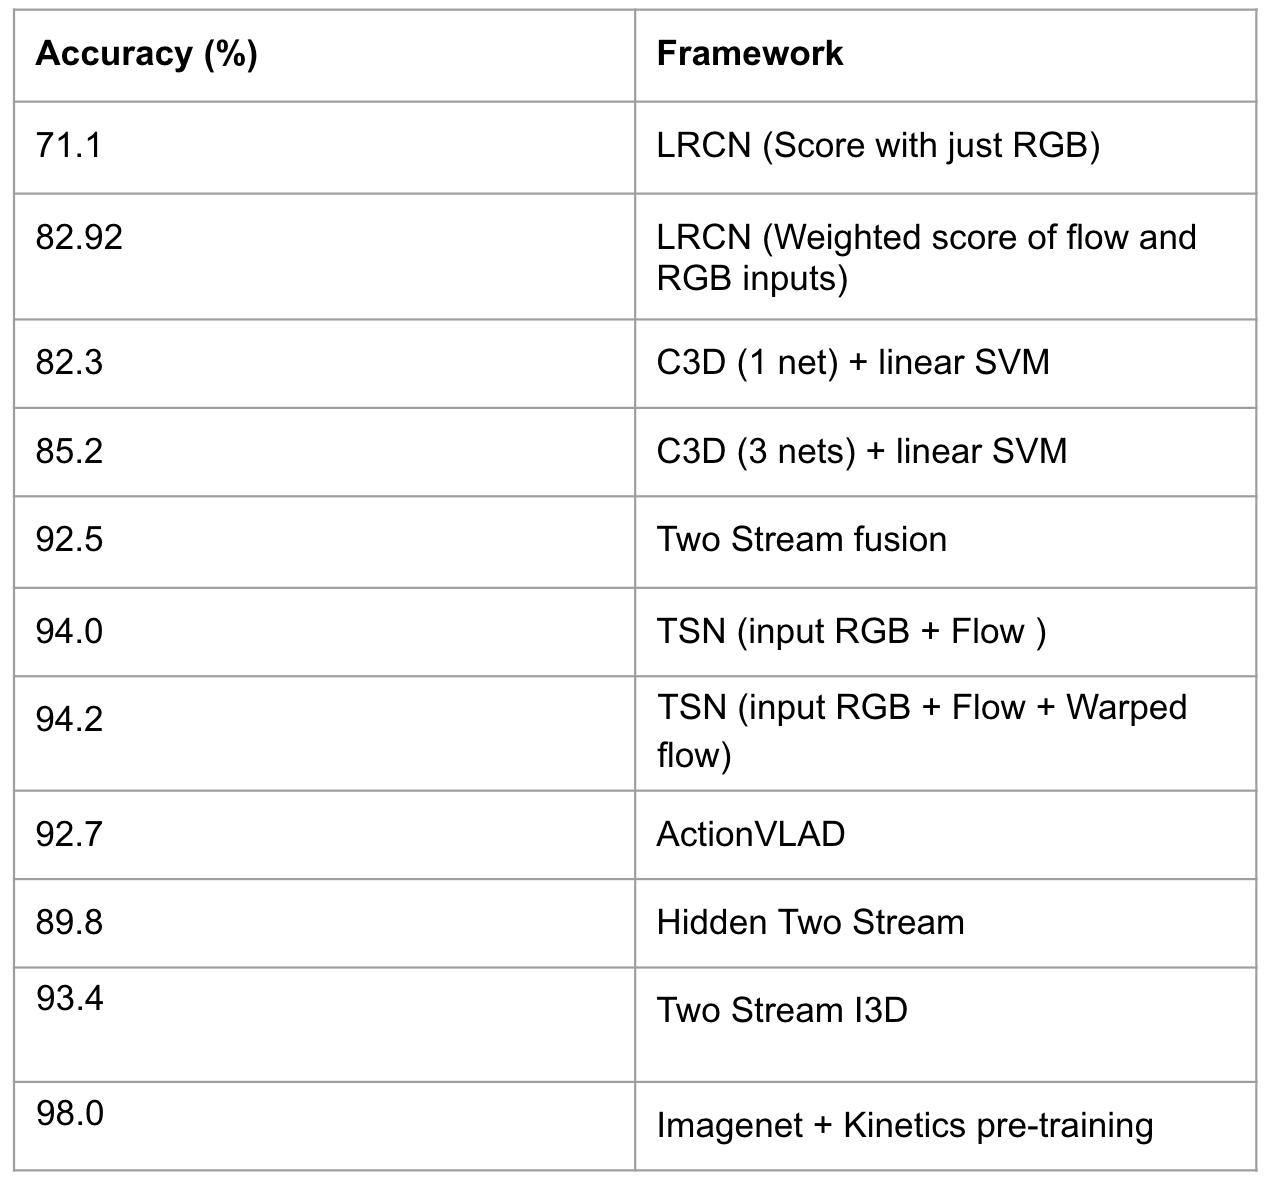 Accuracy (%) Framework
71.1 LRCN (Score with just RGB)
82.92 LRCN (Weighted score of flow and
RGB inputs)
82.3 C3D (1 net) + linear SVM
85.2 C3D (3 nets) + linear SVM
92.5 Two Stream fusion
94.0 TSN (input RGB + Flow )
94.2 TSN (input RGB + Flow + Warped
flow)
92.7 ActionVLAD
89.8 Hidden Two Stream
93.4 Two Stream I3D
98.0 Imagenet + Kinetics pre-training